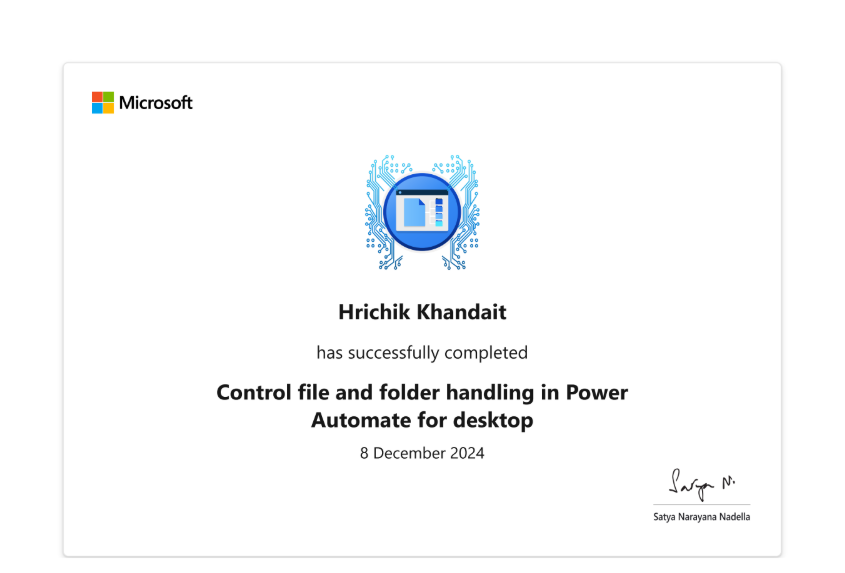 Microsoft
Hrichik Khandait
has successfully completed
Control file and folder handling in Power
Automate for desktop
8 December 2024
Satya N.
Satya Narayana Nadella